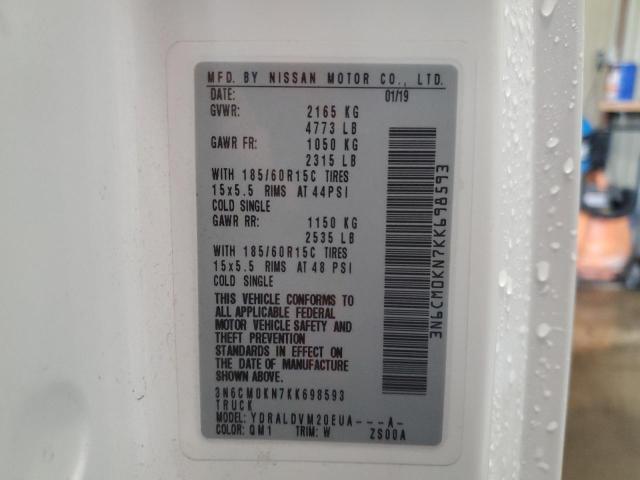 MFD. BY NISSAN MOTOR CO., LTD.
DATE: 01/19
GVWR: 2165 KG
4773 LB
GAWR FR: 1050 KG
2315 LB
WITH 185/60R15C TIRES
15x5.5 RIMS AT 44PSI
COLD SINGLE
GAWR RR: 1150 KG
2535 LB
WITH 185/60R15C TIRES
15x5.5 RIMS AT 48 PSI
COLD SINGLE
THIS VEHICLE CONFORMS TO
ALL APPLICABLE FEDERAL
MOTOR VEHICLE SAFETY AND
THEFT PREVENTION
STANDARDS IN EFFECT ON
THE DATE OF MANUFACTURE
SHOWN ABOVE.
3N6CM0KN7KK698593
TRUCK
MODEL: YDRALDVM20EUA---A-
COLOR: QM1 TRIM: W ZS00A
3N6CM0KN7KK698593